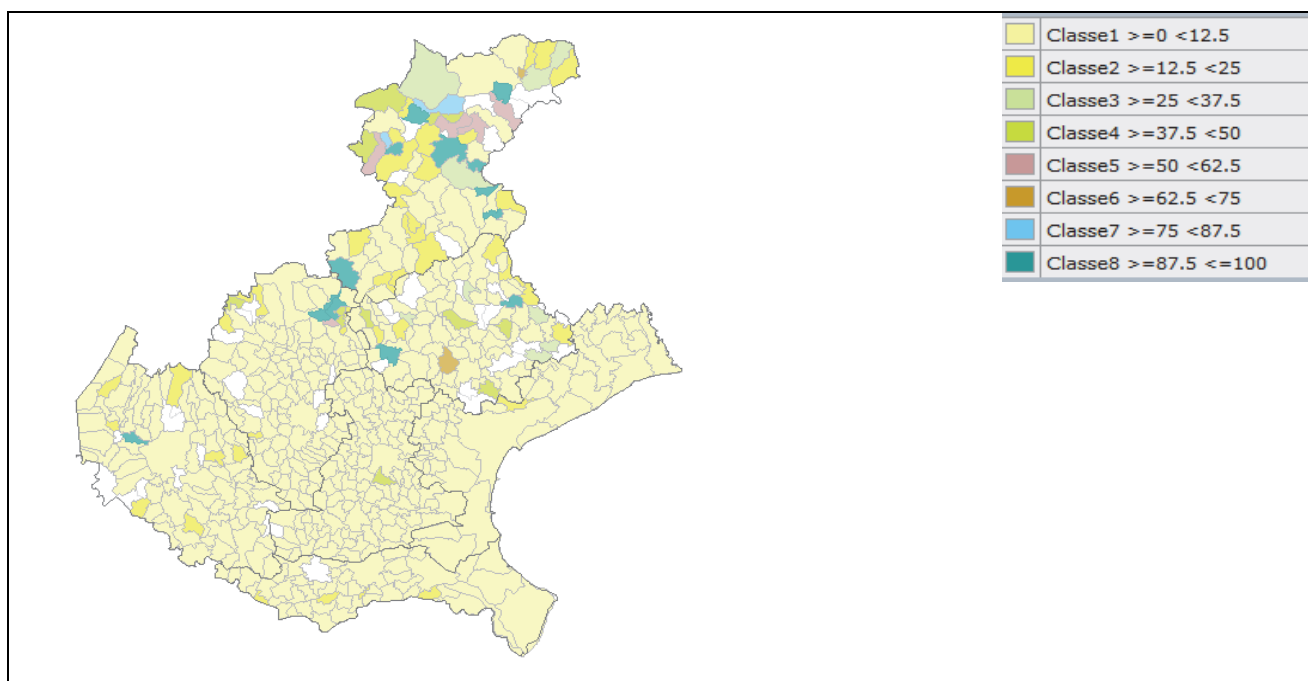 Classe1 >=0 <12.5
Classe2 >=12.5 <25
Classe3 >=25 <37.5
Classe4 >=37.5 <50
Classe5 >=50 <62.5
Classe6 >=62.5 <75
Classe7 >=75 <87.5
Classe8 >=87.5 <=100